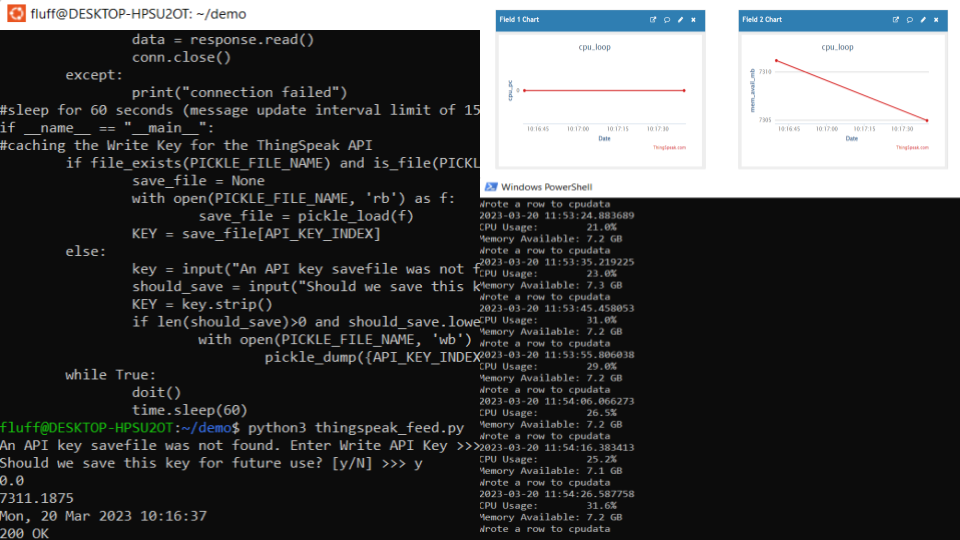 fluff@DESKTOP-HPSU2OT: ~/demo
data = response.read()
conn.close()
except:
print("connection failed")
#sleep for 60 seconds (message update interval limit of 15
if __name__ == "__main__":
#caching the Write Key for the ThingSpeak API
if file_exists(PICKLE_FILE_NAME) and is_file(PICKL
save_file = None
with open(PICKLE_FILE_NAME, 'rb') as f:
save_file = pickle_load(f)
KEY = save_file[API_KEY_INDEX]
else:
key = input("An API key savefile was not f
should_save = input("Should we save this k
KEY = key.strip()
if len(should_save)>0 and should_save.lowe
with open(PICKLE_FILE_NAME, 'wb')
pickle_dump({API_KEY_INDEX
while True:
doit()
time.sleep(60)
fluff@DESKTOP-HPSU2OT:~/demo$ python3 thingspeak_feed.py
An API key savefile was not found. Enter Write API Key >>>
Should we save this key for future use? [y/N] >>> y
0.0
7311.1875
Mon, 20 Mar 2023 10:16:37
200 OK
Field 1 Chart
cpu_loop
cpu_pc
0
10:16:45 10:17:00 10:17:15 10:17:30
Date
ThingSpeak.com
Field 2 Chart
cpu_loop
mem_avail_mb
7310
7305
10:16:45 10:17:00 10:17:15 10:17:30
Date
ThingSpeak.com
Windows PowerShell
Wrote a row to cpudata
2023-03-20 11:53:24.883689
CPU Usage: 21.0%
Memory Available: 7.2 GB
Wrote a row to cpudata
2023-03-20 11:53:35.219225
CPU Usage: 23.0%
Memory Available: 7.3 GB
Wrote a row to cpudata
2023-03-20 11:53:45.458053
CPU Usage: 31.0%
Memory Available: 7.2 GB
Wrote a row to cpudata
2023-03-20 11:53:55.806038
CPU Usage: 29.0%
Memory Available: 7.2 GB
Wrote a row to cpudata
2023-03-20 11:54:06.066273
CPU Usage: 26.5%
Memory Available: 7.2 GB
Wrote a row to cpudata
2023-03-20 11:54:16.383413
CPU Usage: 25.2%
Memory Available: 7.1 GB
Wrote a row to cpudata
2023-03-20 11:54:26.587758
CPU Usage: 31.6%
Memory Available: 7.2 GB
Wrote a row to cpudata